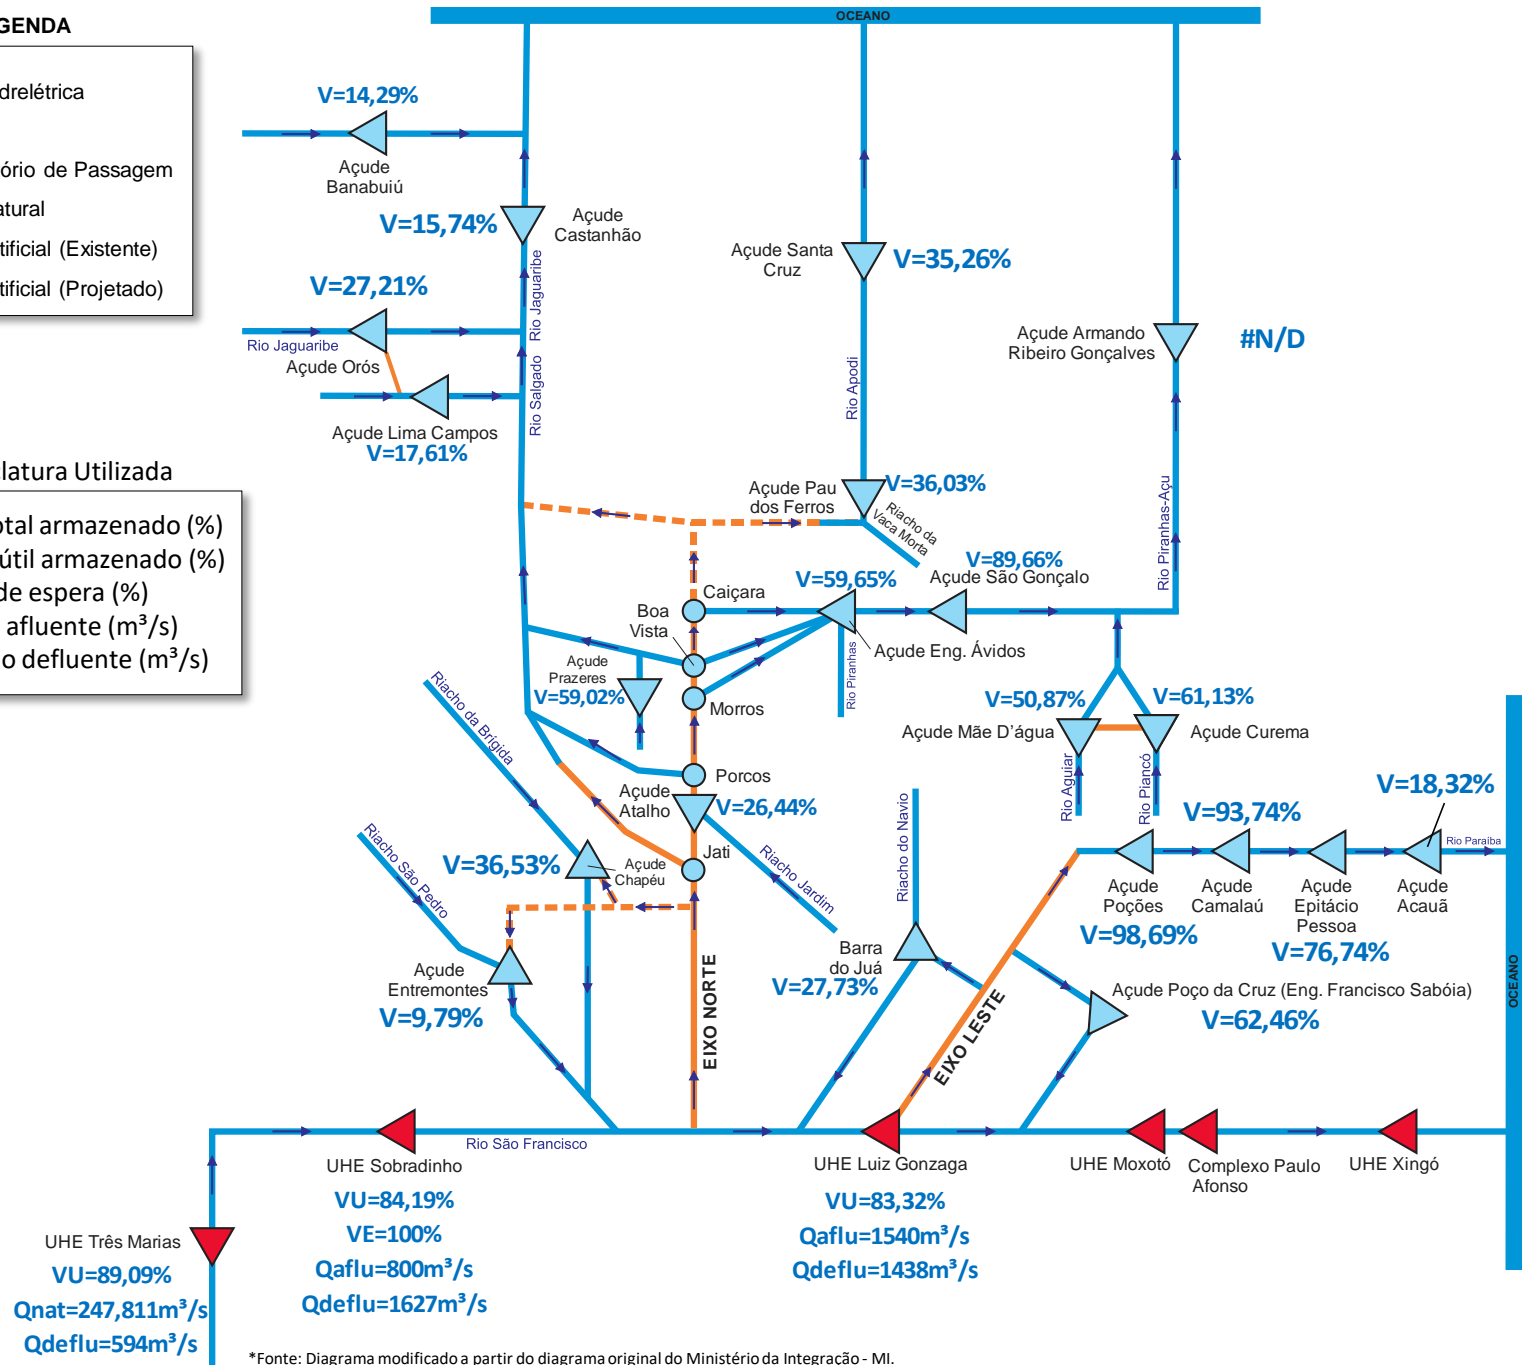 OCEANO
GENDA
drelétrica
ório de Passagem
atural
tificial (Existente)
tificial (Projetado)
V=14,29%
Açude
Banabuiú
V=15,74%
Açude
Castanhão
V=27,21%
Rio Jaguaribe
Açude Orós
Rio Jaguaribe
Rio Salgado
Açude Lima Campos
V=17,61%
Açude Santa
Cruz
V=35,26%
Rio Apodi
Açude Armando
Ribeiro Gonçalves
#N/D
clatura Utilizada
otal armazenado (%)
útil armazenado (%)
de espera (%)
afluente (m³/s)
o defluente (m³/s)
Açude Pau
dos Ferros
V=36,03%
Riacho da
Vaca Morta
Rio Piranhas-Açu
V=89,66%
Açude São Gonçalo
V=59,65%
Caiçara
Boa
Vista
Açude Eng. Ávidos
Rio Piranhas
Açude
Prazeres
V=59,02%
Morros
Riacho da Brígida
V=50,87%
V=61,13%
Açude Mãe D'água
Açude Curema
Rio Aguiar
Rio Piancó
Porcos
Açude
Atalho
V=26,44%
Jati
Riacho Jardim
Riacho do Navio
V=18,32%
V=93,74%
Rio Paraíba
Riacho São Pedro
V=36,53%
Açude
Chapéu
Açude
Poções
V=98,69%
Açude
Camalaú
Açude
Epitácio
Pessoa
V=76,74%
Açude
Acauã
Açude
Entremontes
V=9,79%
EIXO NORTE
Barra
do Juá
V=27,73%
EIXO LESTE
Açude Poço da Cruz (Eng. Francisco Sabóia)
V=62,46%
OCEANO
Rio São Francisco
UHE Sobradinho
VU=84,19%
VE=100%
Qaflu=800m³/s
Qdeflu=1627m³/s
UHE Luiz Gonzaga
VU=83,32%
Qaflu=1540m³/s
Qdeflu=1438m³/s
UHE Moxotó
Complexo Paulo
Afonso
UHE Xingó
UHE Três Marias
VU=89,09%
Qnat=247,811m³/s
Qdeflu=594m³/s
*Fonte: Diagrama modificado a partir do diagrama original do Ministério da Integração - MI.